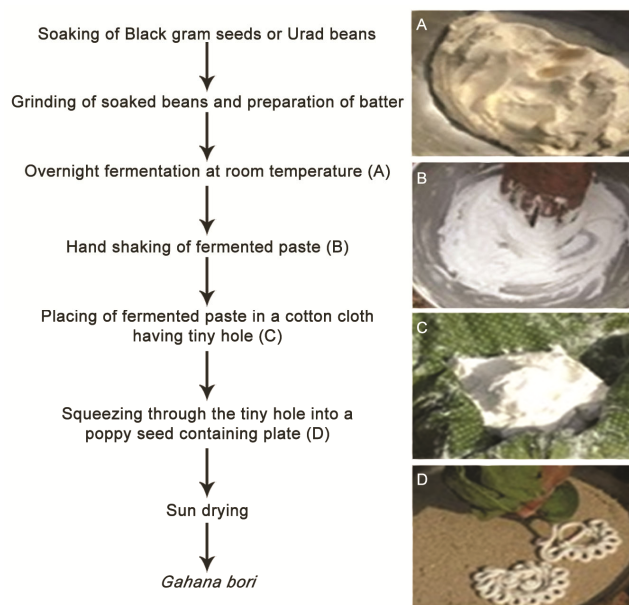 Soaking of Black gram seeds or Urad beans
Grinding of soaked beans and preparation of batter
Overnight fermentation at room temperature (A)
Hand shaking of fermented paste (B)
Placing of fermented paste in a cotton cloth
having tiny hole (C)
Squeezing through the tiny hole into a
poppy seed containing plate (D)
Sun drying
Gahana bori
A
B
C
D